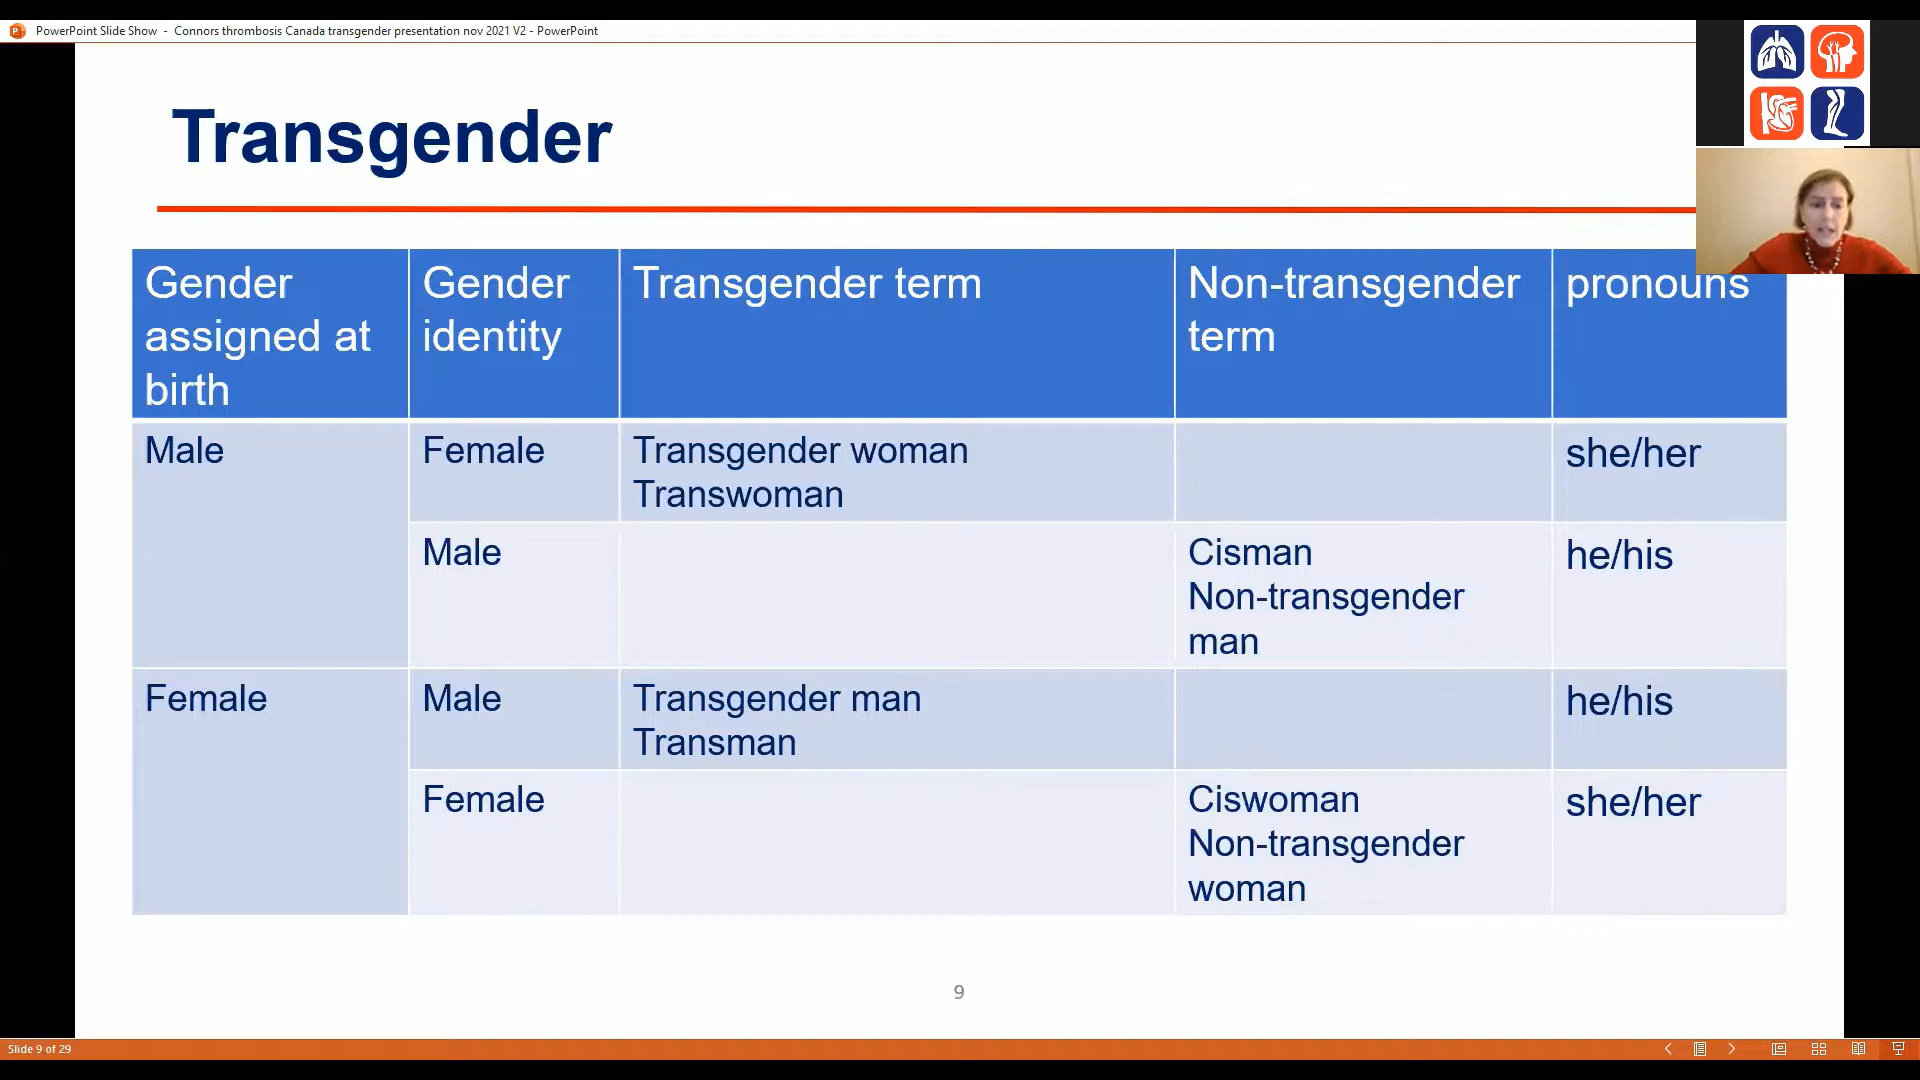 PowerPoint Slide Show - Connors thrombosis Canada transgender presentation nov 2021 V2 - PowerPoint
Transgender
Gender assigned at birth
Gender identity
Transgender term
Non-transgender term
pronouns
Male
Female
Transgender woman
Transwoman
she/her
Male
Cisman
Non-transgender
man
he/his
Female
Male
Transgender man
Transman
he/his
Female
Ciswoman
Non-transgender
woman
she/her
9
Slide 9 of 29